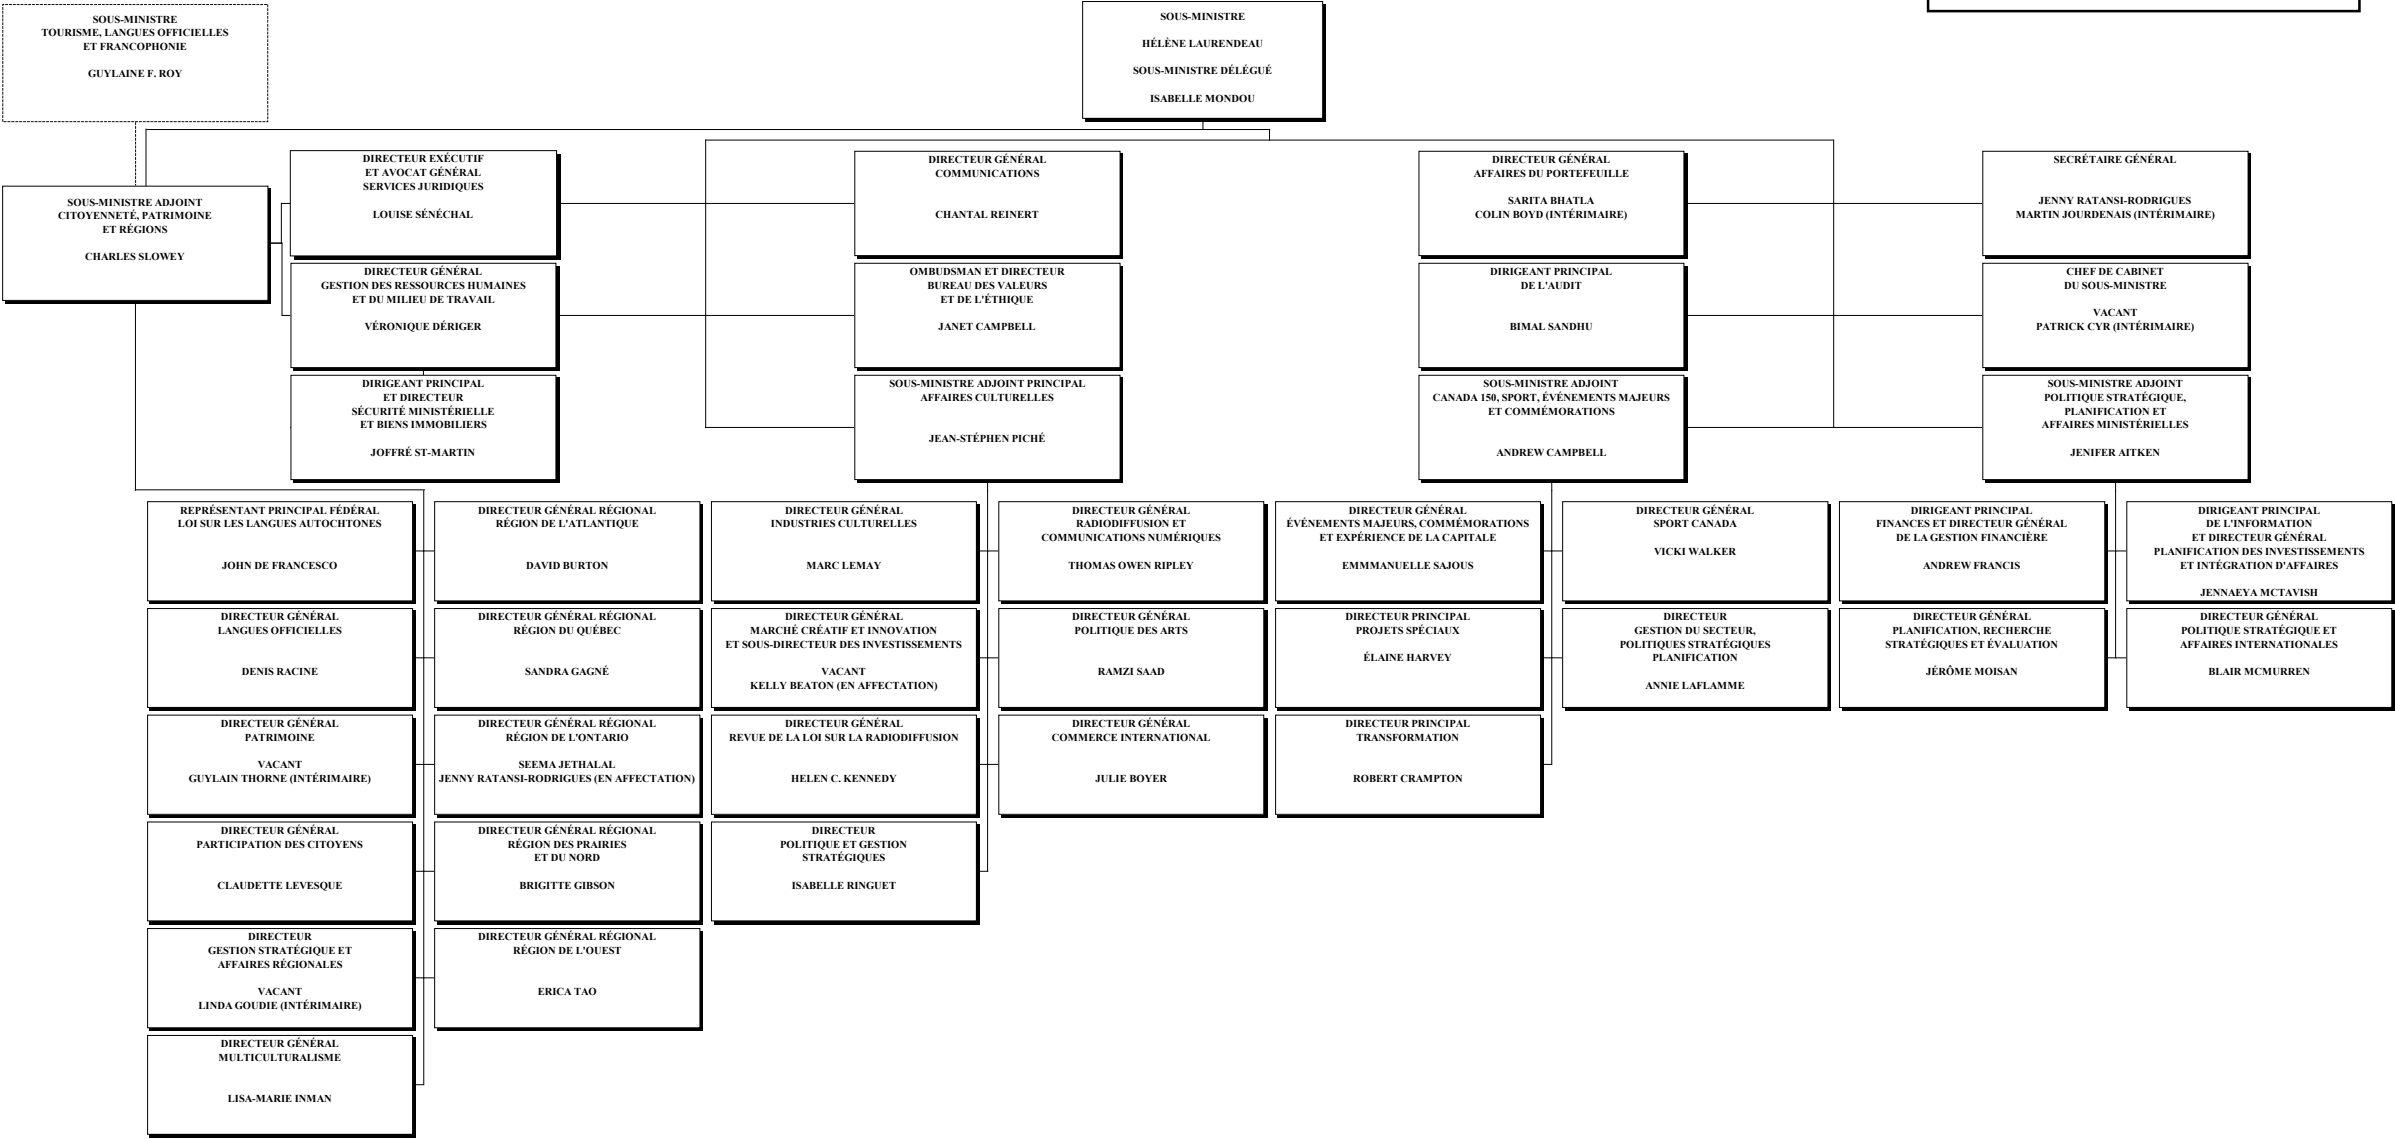 SOUS-MINISTRE
TOURISME, LANGUES OFFICIELLES
ET FRANCOPHONIE
GUYLAINE F. ROY
SOUS-MINISTRE
HÉLÈNE LAURENDEAU
SOUS-MINISTRE DÉLÉGUÉ
ISABELLE MONDOU
SOUS-MINISTRE ADJOINT
CITOYENNETÉ, PATRIMOINE
ET RÉGIONS
CHARLES SLOWEY
DIRECTEUR EXÉCUTIF
ET AVOCAT GÉNÉRAL
SERVICES JURIDIQUES
LOUISE SÉNÉCHAL
DIRECTEUR GÉNÉRAL
COMMUNICATIONS
CHANTAL REINERT
DIRECTEUR GÉNÉRAL
AFFAIRES DU PORTEFEUILLE
SARITA BHATLA
COLIN BOYD (INTÉRIMAIRE)
SECRÉTAIRE GÉNÉRAL
JENNY RATANSI-RODRIGUES
MARTIN JOURDENAIS (INTÉRIMAIRE)
DIRECTEUR GÉNÉRAL
GESTION DES RESSOURCES HUMAINES
ET DU MILIEU DE TRAVAIL
VÉRONIQUE DÉRIGER
OMBUDSMAN ET DIRECTEUR
BUREAU DES VALEURS
ET DE L'ÉTHIQUE
JANET CAMPBELL
DIRIGEANT PRINCIPAL
DE L'AUDIT
BIMAL SANDHU
CHEF DE CABINET
DU SOUS-MINISTRE
VACANT
PATRICK CYR (INTÉRIMAIRE)
DIRIGEANT PRINCIPAL
ET DIRECTEUR
SÉCURITÉ MINISTÉRIELLE
ET BIENS IMMOBILIERS
JOFFRÉ ST-MARTIN
SOUS-MINISTRE ADJOINT PRINCIPAL
AFFAIRES CULTURELLES
JEAN-STÉPHEN PICHÉ
SOUS-MINISTRE ADJOINT
CANADA 150, SPORT, ÉVÉNEMENTS MAJEURS
ET COMMÉMORATIONS
ANDREW CAMPBELL
SOUS-MINISTRE ADJOINT
POLITIQUE STRATÉGIQUE,
PLANIFICATION ET
AFFAIRES MINISTÉRIELLES
JENIFER AITKEN
REPRÉSENTANT PRINCIPAL FÉDÉRAL
LOI SUR LES LANGUES AUTOCHTONES
JOHN DE FRANCESCO
DIRECTEUR GÉNÉRAL RÉGIONAL
RÉGION DE L'ATLANTIQUE
DAVID BURTON
DIRECTEUR GÉNÉRAL
INDUSTRIES CULTURELLES
MARC LEMAY
DIRECTEUR GÉNÉRAL
RADIODIFFUSION ET
COMMUNICATIONS NUMÉRIQUES
THOMAS OWEN RIPLEY
DIRECTEUR GÉNÉRAL
ÉVÉNEMENTS MAJEURS, COMMÉMORATIONS
ET EXPÉRIENCE DE LA CAPITALE
EMMMANUELLE SAJOUS
DIRECTEUR GÉNÉRAL
SPORT CANADA
VICKI WALKER
DIRIGEANT PRINCIPAL
FINANCES ET DIRECTEUR GÉNÉRAL
DE LA GESTION FINANCIÈRE
ANDREW FRANCIS
DIRIGEANT PRINCIPAL
DE L'INFORMATION
ET DIRECTEUR GÉNÉRAL
PLANIFICATION DES INVESTISSEMENTS
ET INTÉGRATION D'AFFAIRES
JENNAEYA MCTAVISH
DIRECTEUR GÉNÉRAL
LANGUES OFFICIELLES
DENIS RACINE
DIRECTEUR GÉNÉRAL RÉGIONAL
RÉGION DU QUÉBEC
SANDRA GAGNÉ
DIRECTEUR GÉNÉRAL
MARCHÉ CRÉATIF ET INNOVATION
ET SOUS-DIRECTEUR DES INVESTISSEMENTS
VACANT
KELLY BEATON (EN AFFECTATION)
DIRECTEUR GÉNÉRAL
POLITIQUE DES ARTS
RAMZI SAAD
DIRECTEUR PRINCIPAL
PROJETS SPÉCIAUX
ÉLAINE HARVEY
DIRECTEUR
GESTION DU SECTEUR,
POLITIQUES STRATÉGIQUES
PLANIFICATION
ANNIE LAFLAMME
DIRECTEUR GÉNÉRAL
PLANIFICATION, RECHERCHE
STRATÉGIQUES ET ÉVALUATION
JÉRÔME MOISAN
DIRECTEUR GÉNÉRAL
POLITIQUE STRATÉGIQUE ET
AFFAIRES INTERNATIONALES
BLAIR MCMURREN
DIRECTEUR GÉNÉRAL
PATRIMOINE
VACANT
GUYLAIN THORNE (INTÉRIMAIRE)
DIRECTEUR GÉNÉRAL RÉGIONAL
RÉGION DE L'ONTARIO
SEEMA JETHALAL
JENNY RATANSI-RODRIGUES (EN AFFECTATION)
DIRECTEUR GÉNÉRAL
REVUE DE LA LOI SUR LA RADIODIFFUSION
HELEN C. KENNEDY
DIRECTEUR GÉNÉRAL
COMMERCE INTERNATIONAL
JULIE BOYER
DIRECTEUR PRINCIPAL
TRANSFORMATION
ROBERT CRAMPTON
DIRECTEUR GÉNÉRAL
PARTICIPATION DES CITOYENS
CLAUDETTE LEVESQUE
DIRECTEUR GÉNÉRAL RÉGIONAL
RÉGION DES PRAIRIES
ET DU NORD
BRIGITTE GIBSON
DIRECTEUR
POLITIQUE ET GESTION
STRATÉGIQUES
ISABELLE RINGUET
DIRECTEUR
GESTION STRATÉGIQUE ET
AFFAIRES RÉGIONALES
VACANT
LINDA GOUDIE (INTÉRIMAIRE)
DIRECTEUR GÉNÉRAL RÉGIONAL
RÉGION DE L'OUEST
ERICA TAO
DIRECTEUR GÉNÉRAL
MULTICULTURALISME
LISA-MARIE INMAN